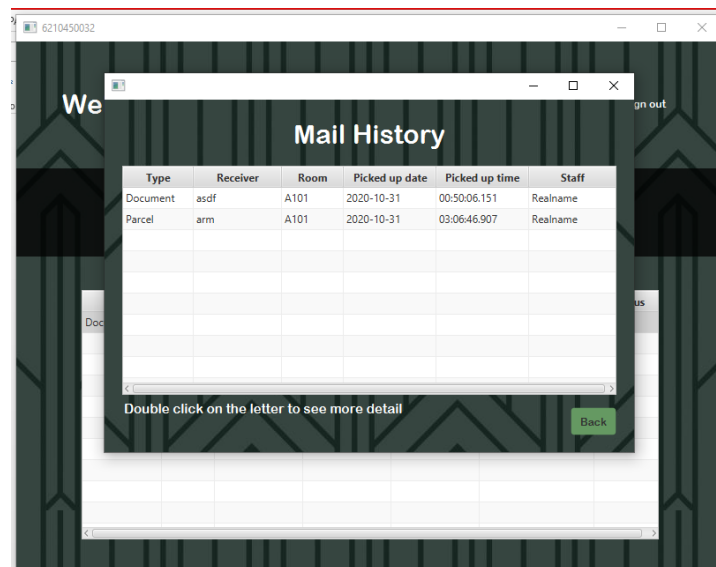 6210450032
We
gn out
Mail History
Type Receiver Room Picked up date Picked up time Staff
Document asdf A101 2020-10-31 00:50:06.151 Realname
Parcel arm A101 2020-10-31 03:06:46.907 Realname
us
Doc
Double click on the letter to see more detail
Back